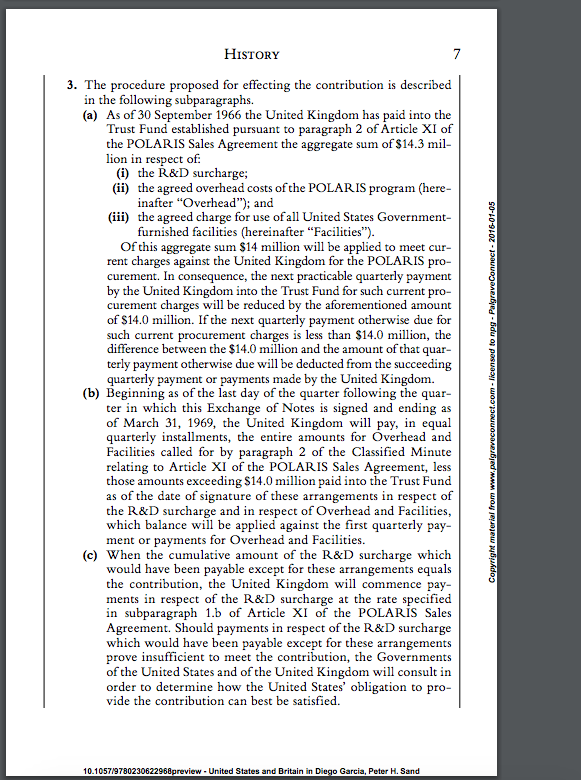 HISTORY 7
3. The procedure proposed for effecting the contribution is described
in the following subparagraphs.
(a) As of 30 September 1966 the United Kingdom has paid into the
Trust Fund established pursuant to paragraph 2 of Article XI of
the POLARIS Sales Agreement the aggregate sum of $14.3 mil-
lion in respect of:
(i) the R&D surcharge;
(ii) the agreed overhead costs of the POLARIS program (here-
inafter “Overhead”); and
(iii) the agreed charge for use of all United States Government-
furnished facilities (hereinafter “Facilities”).
Of this aggregate sum $14 million will be applied to meet cur-
rent charges against the United Kingdom for the POLARIS pro-
curement. In consequence, the next practicable quarterly payment
by the United Kingdom into the Trust Fund for such current pro-
curement charges will be reduced by the aforementioned amount
of $14.0 million. If the next quarterly payment otherwise due for
such current procurement charges is less than $14.0 million, the
difference between the $14.0 million and the amount of that quar-
terly payment otherwise due will be deducted from the succeeding
quarterly payment or payments made by the United Kingdom.
(b) Beginning as of the last day of the quarter following the quar-
ter in which this Exchange of Notes is signed and ending as
of March 31, 1969, the United Kingdom will pay, in equal
quarterly installments, the entire amounts for Overhead and
Facilities called for by paragraph 2 of the Classified Minute
relating to Article XI of the POLARIS Sales Agreement, less
those amounts exceeding $14.0 million paid into the Trust Fund
as of the date of signature of these arrangements in respect of
the R&D surcharge and in respect of Overhead and Facilities,
which balance will be applied against the first quarterly pay-
ment or payments for Overhead and Facilities.
(c) When the cumulative amount of the R&D surcharge which
would have been payable except for these arrangements equals
the contribution, the United Kingdom will commence pay-
ments in respect of the R&D surcharge at the rate specified
in subparagraph 1.b of Article XI of the POLARIS Sales
Agreement. Should payments in respect of the R&D surcharge
which would have been payable except for these arrangements
prove insufficient to meet the contribution, the Governments
of the United States and of the United Kingdom will consult in
order to determine how the United States’ obligation to pro-
vide the contribution can best be satisfied.
Copyright material from www.palgraveconnect.com - licensed to npg - PalgraveConnect - 2016-01-05
10.1057/9780230622968preview - United States and Britain in Diego Garcia, Peter H. Sand